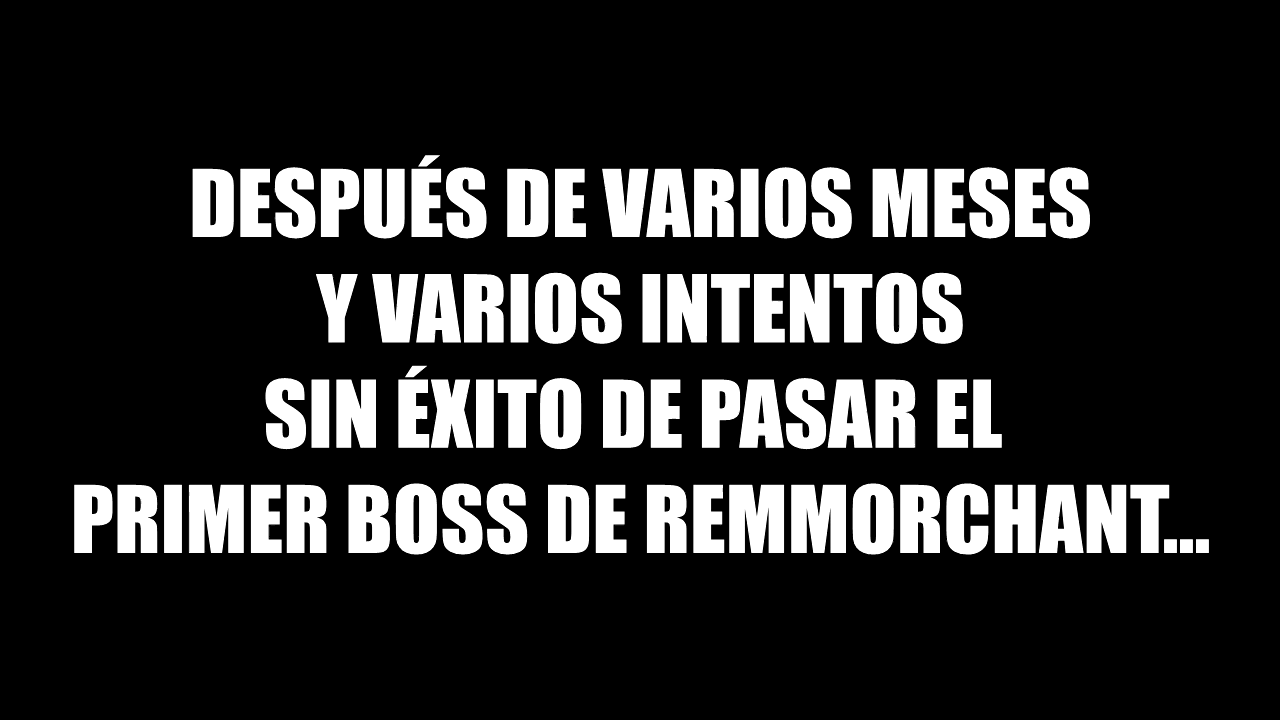 DESPUÉS DE VARIOS MESES
Y VARIOS INTENTOS
SIN ÉXITO DE PASAR EL
PRIMER BOSS DE REMMORCHANT...